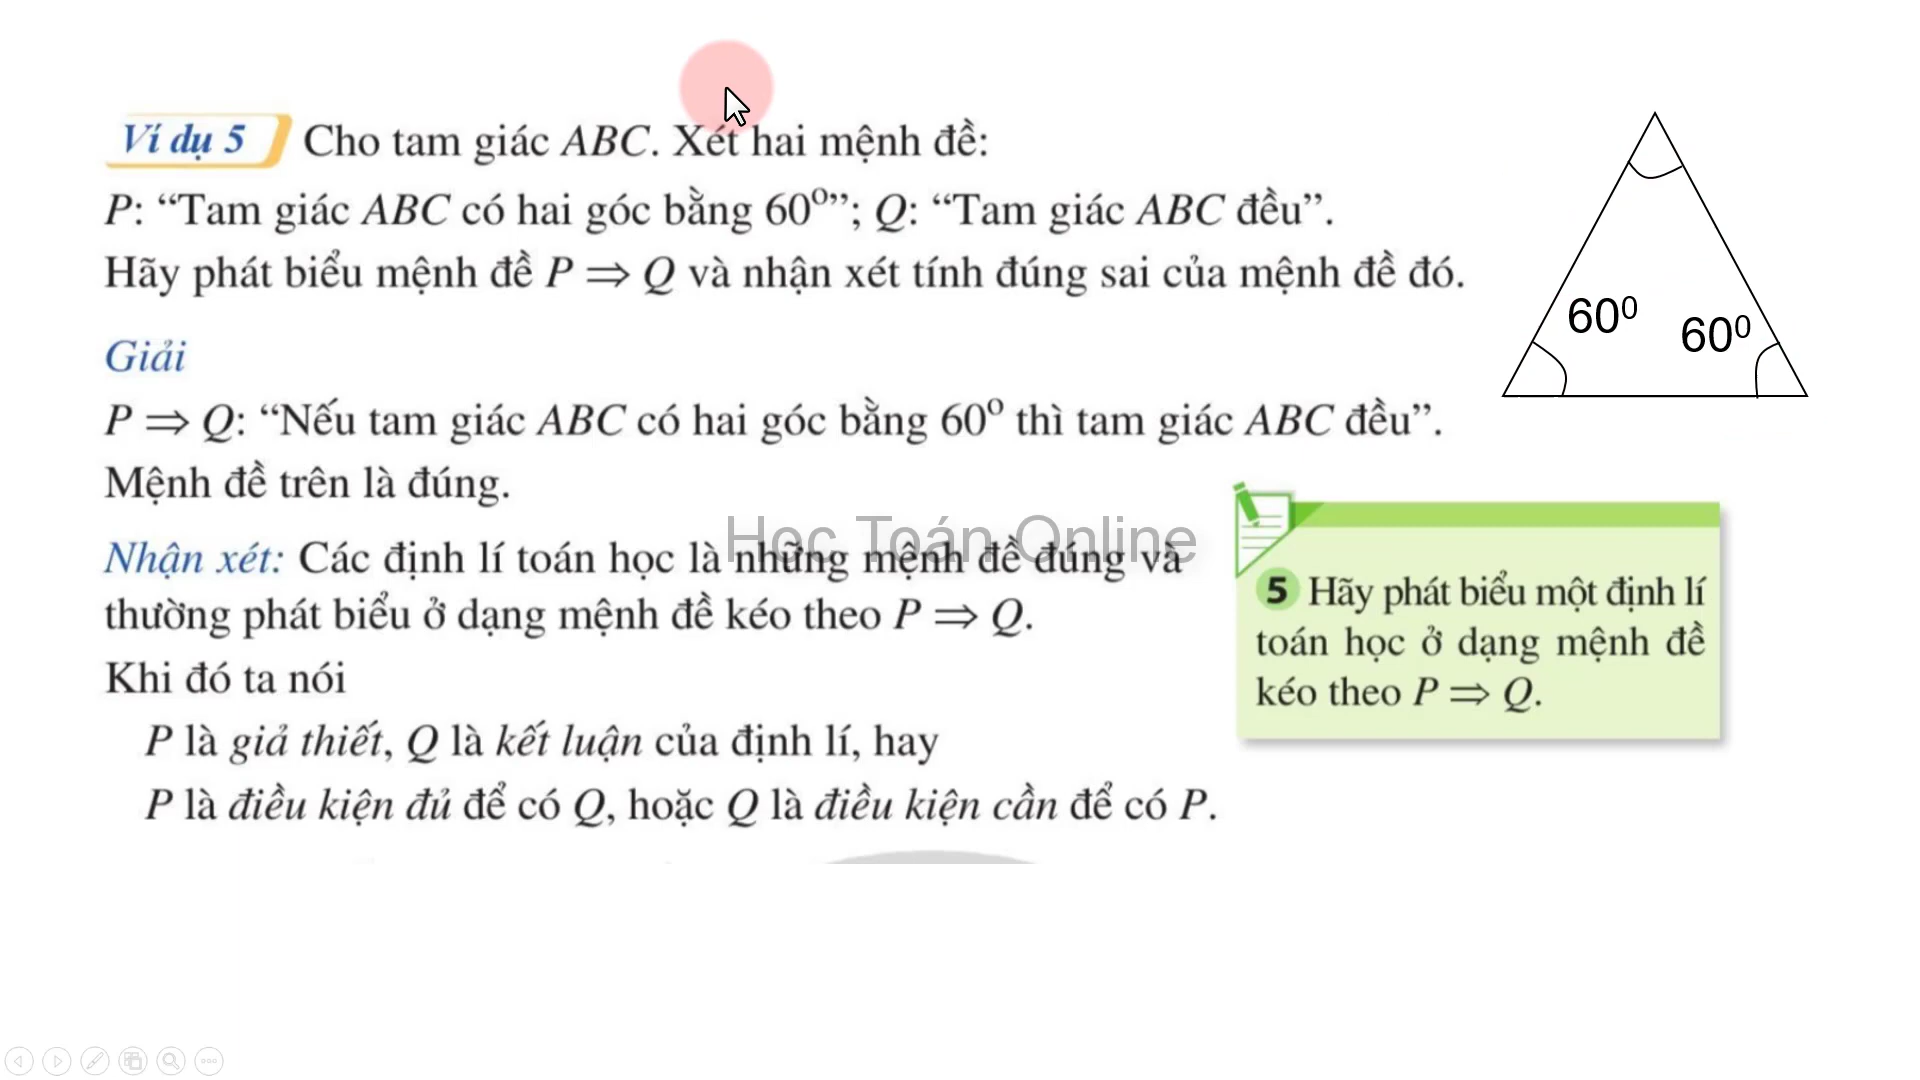 Ví dụ 5 Cho tam giác ABC. Xét hai mệnh đề:
P: “Tam giác ABC có hai góc bằng 60⁰”; Q: “Tam giác ABC đều”.
Hãy phát biểu mệnh đề P ⇒ Q và nhận xét tính đúng sai của mệnh đề đó.
60⁰ 60⁰
Giải
P ⇒ Q: “Nếu tam giác ABC có hai góc bằng 60⁰ thì tam giác ABC đều”.
Mệnh đề trên là đúng.
Học Toán Online
Nhận xét: Các định lí toán học là những mệnh đề đúng và
thường phát biểu ở dạng mệnh đề kéo theo P ⇒ Q.
Khi đó ta nói
P là giả thiết, Q là kết luận của định lí, hay
P là điều kiện đủ để có Q, hoặc Q là điều kiện cần để có P.
5 Hãy phát biểu một định lí
toán học ở dạng mệnh đề
kéo theo P ⇒ Q.